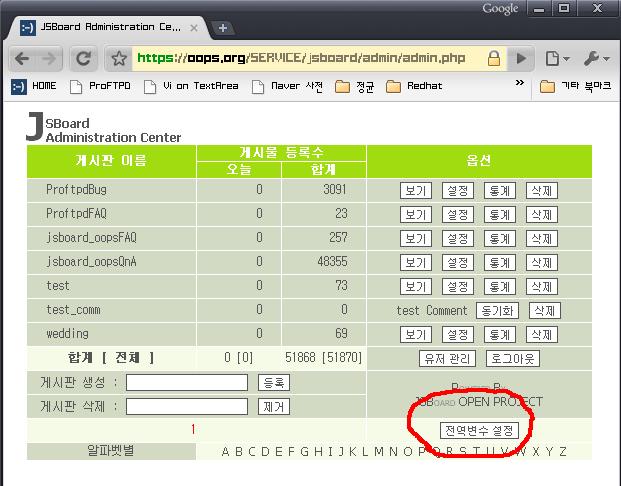 Google
JSBoard Administration Ce...
https://oops.org/SERVICE/jsboard/admin/admin.php
HOME ProFTPD Vi on TextArea Naver 사전 정균 Redhat » 기타 북마크
JSBoard
Administration Center
게시판 이름 게시물 등록수 옵션
오늘 합계
ProftpdBug 0 3091 보기 설정 통계 삭제
ProftpdFAQ 0 23 보기 설정 통계 삭제
jsboard_oopsFAQ 0 257 보기 설정 통계 삭제
jsboard_oopsQnA 0 48355 보기 설정 통계 삭제
test 0 73 보기 설정 통계 삭제
test_comm 0 0 test Comment 동기화 삭제
wedding 0 69 보기 설정 통계 삭제
합계 [ 전체 ] 0 [0] 51868 [51870] 유저 관리 로그아웃
게시판 생성 : 등록
Powered By
JSBoard OPEN PROJECT
게시판 삭제 : 제거
1 전역변수 설정
알파벳별 A B C D E F G H I J K L M N O P Q R S T U V W X Y Z